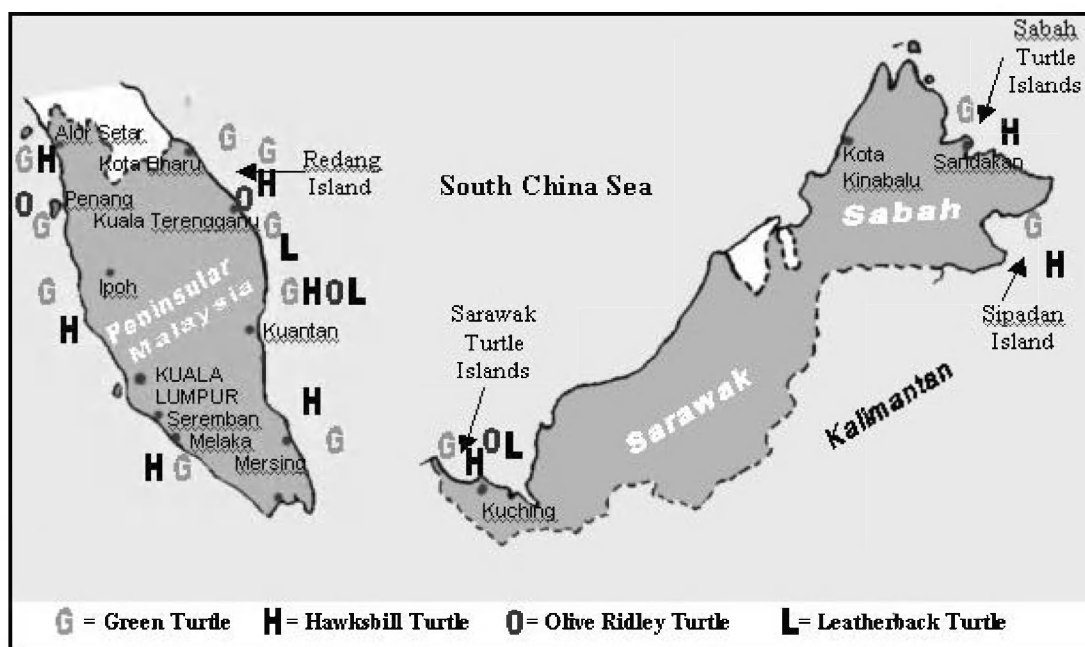 Sabah
Turtle
Islands
G
H
Alor Setar
G H
Kota Bharu
G
G
Redang
Island
H
O
Penang
G
Kuala Terengganu
O
G
L
South China Sea
Kota
Kinabalu
Sandakan
Sabah
G
H
Sipadan
Island
Ipoh
G
Peninsular
Malaysia
G H O L
H
Kuantan
Sarawak
Turtle
Islands
KUALA
LUMPUR
H
Seremban
Melaka
Mersing
G
H G
Sarawak
Kalimantan
G O L
H
Kuching
G = Green Turtle H = Hawksbill Turtle O = Olive Ridley Turtle L = Leatherback Turtle